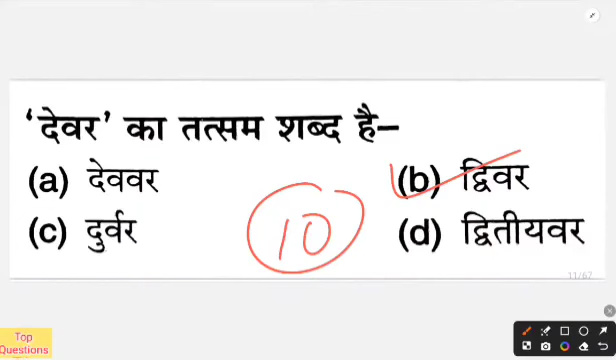 ‘देवर’ का तत्सम शब्द है–
(a) देववर (b) द्विवर
(c) दुर्वर 10 (d) द्वितीयवर
11/67
Top
Questions